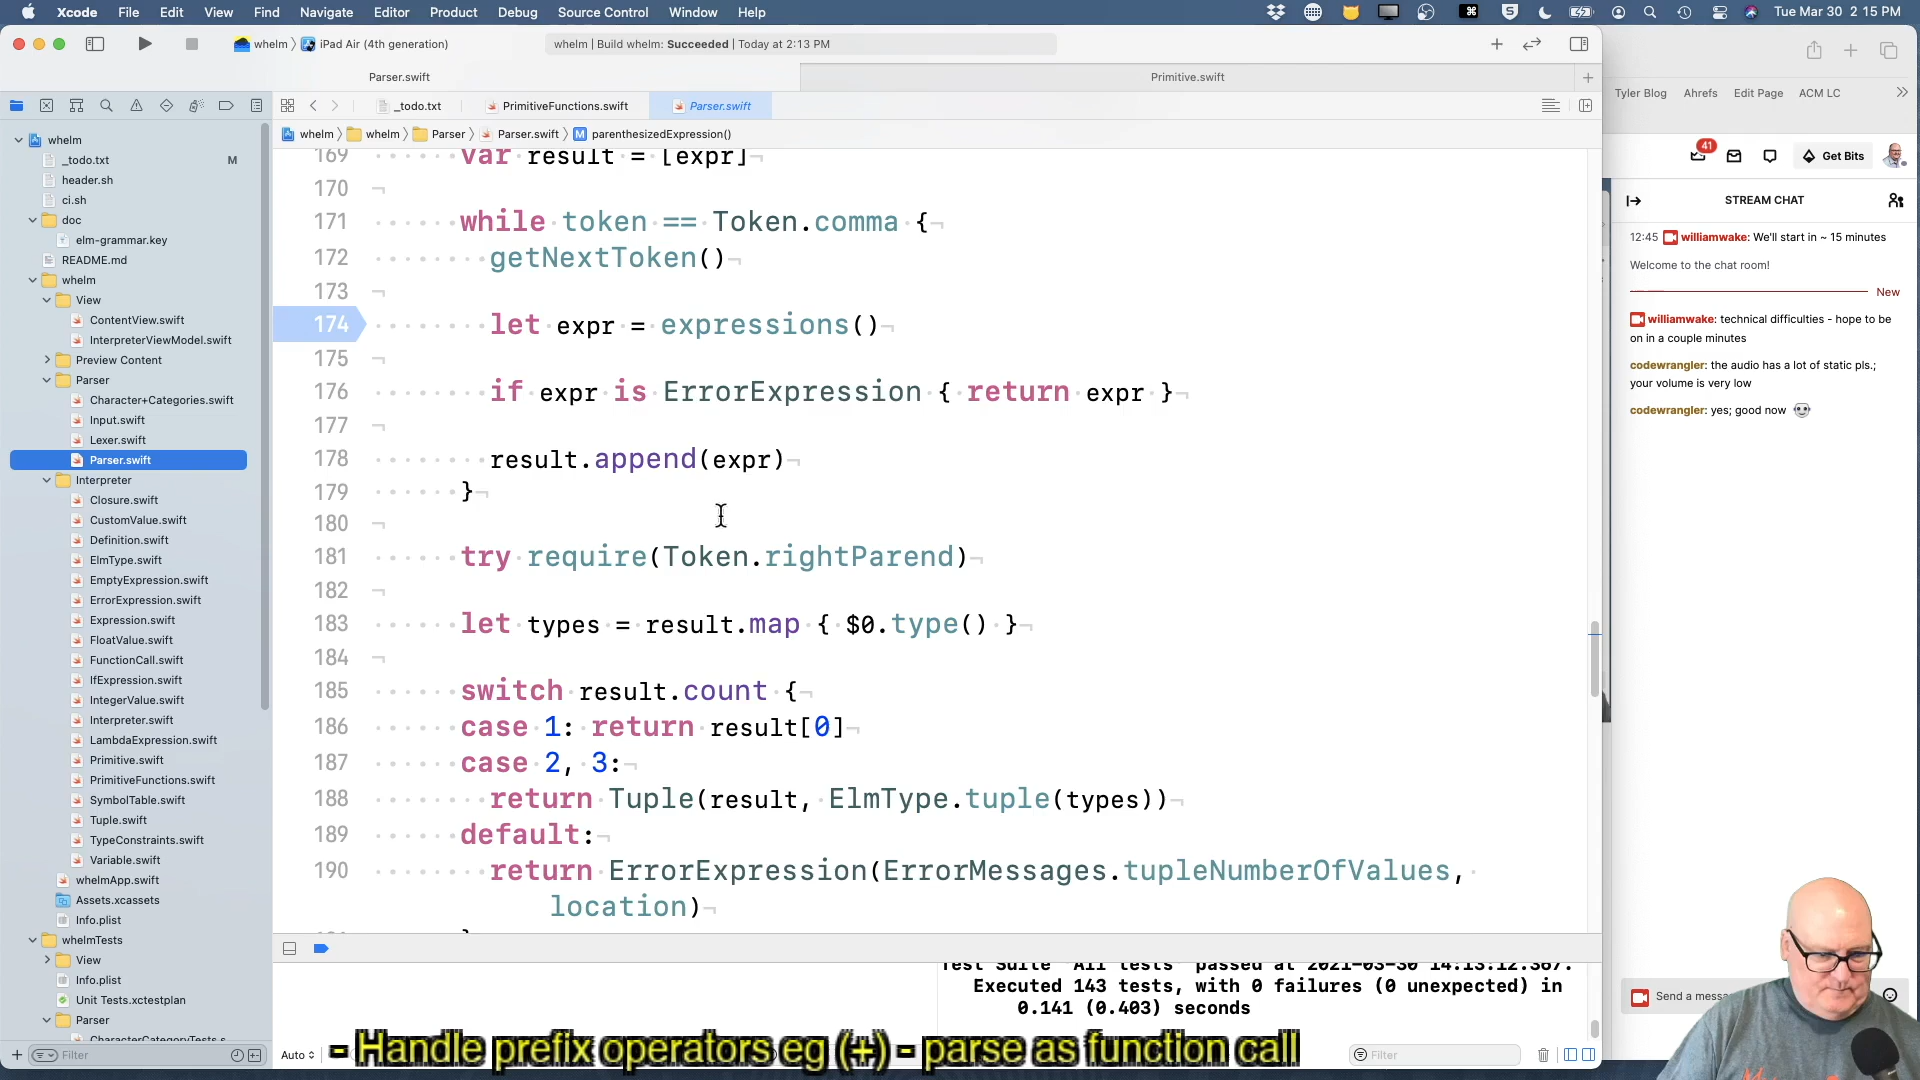 Xcode File Edit View Find Navigate Editor Product Debug Source Control Window Help
Tue Mar 30 2 15 PM
whelm iPad Air (4th generation)
whelm | Build whelm: Succeeded | Today at 2:13 PM
Parser.swift
Primitive.swift
_todo.txt
PrimitiveFunctions.swift
Parser.swift
whelm whelm Parser Parser.swift M parenthesizedExpression()
whelm
_todo.txt M
header.sh
ci.sh
doc
elm-grammar.key
README.md
whelm
View
ContentView.swift
InterpreterViewModel.swift
Preview Content
Parser
Character+Categories.swift
Input.swift
Lexer.swift
Parser.swift
Interpreter
Closure.swift
CustomValue.swift
Definition.swift
ElmType.swift
EmptyExpression.swift
ErrorExpression.swift
Expression.swift
FloatValue.swift
FunctionCall.swift
IfExpression.swift
IntegerValue.swift
Interpreter.swift
LambdaExpression.swift
Primitive.swift
PrimitiveFunctions.swift
SymbolTable.swift
Tuple.swift
TypeConstraints.swift
Variable.swift
whelmApp.swift
Assets.xcassets
Info.plist
whelmTests
View
Info.plist
Unit Tests.xctestplan
Parser
CharacterCategoryTests.s
Filter
169 var result = [expr]
170
171 while token == Token.comma {
172 getNextToken()
173
174 let expr = expressions()
175
176 if expr is ErrorExpression { return expr }
177
178 result.append(expr)
179 }
180
181 try require(Token.rightParend)
182
183 let types = result.map { $0.type() }
184
185 switch result.count {
186 case 1: return result[0]
187 case 2, 3:
188 return Tuple(result, ElmType.tuple(types))
189 default:
190 return ErrorExpression(ErrorMessages.tupleNumberOfValues,
location)
Test Suite 'All tests' passed at 2021-03-30 14:13:12.367.
Executed 143 tests, with 0 failures (0 unexpected) in
0.141 (0.403) seconds
Auto
Filter
- Handle prefix operators eg (+) - parse as function call
Tyler Blog Ahrefs Edit Page ACM LC
41
Get Bits
STREAM CHAT
12:45 williamwake: We'll start in ~ 15 minutes
Welcome to the chat room!
New
williamwake: technical difficulties - hope to be
on in a couple minutes
codewrangler: the audio has a lot of static pls.;
your volume is very low
codewrangler: yes; good now
Send a messa